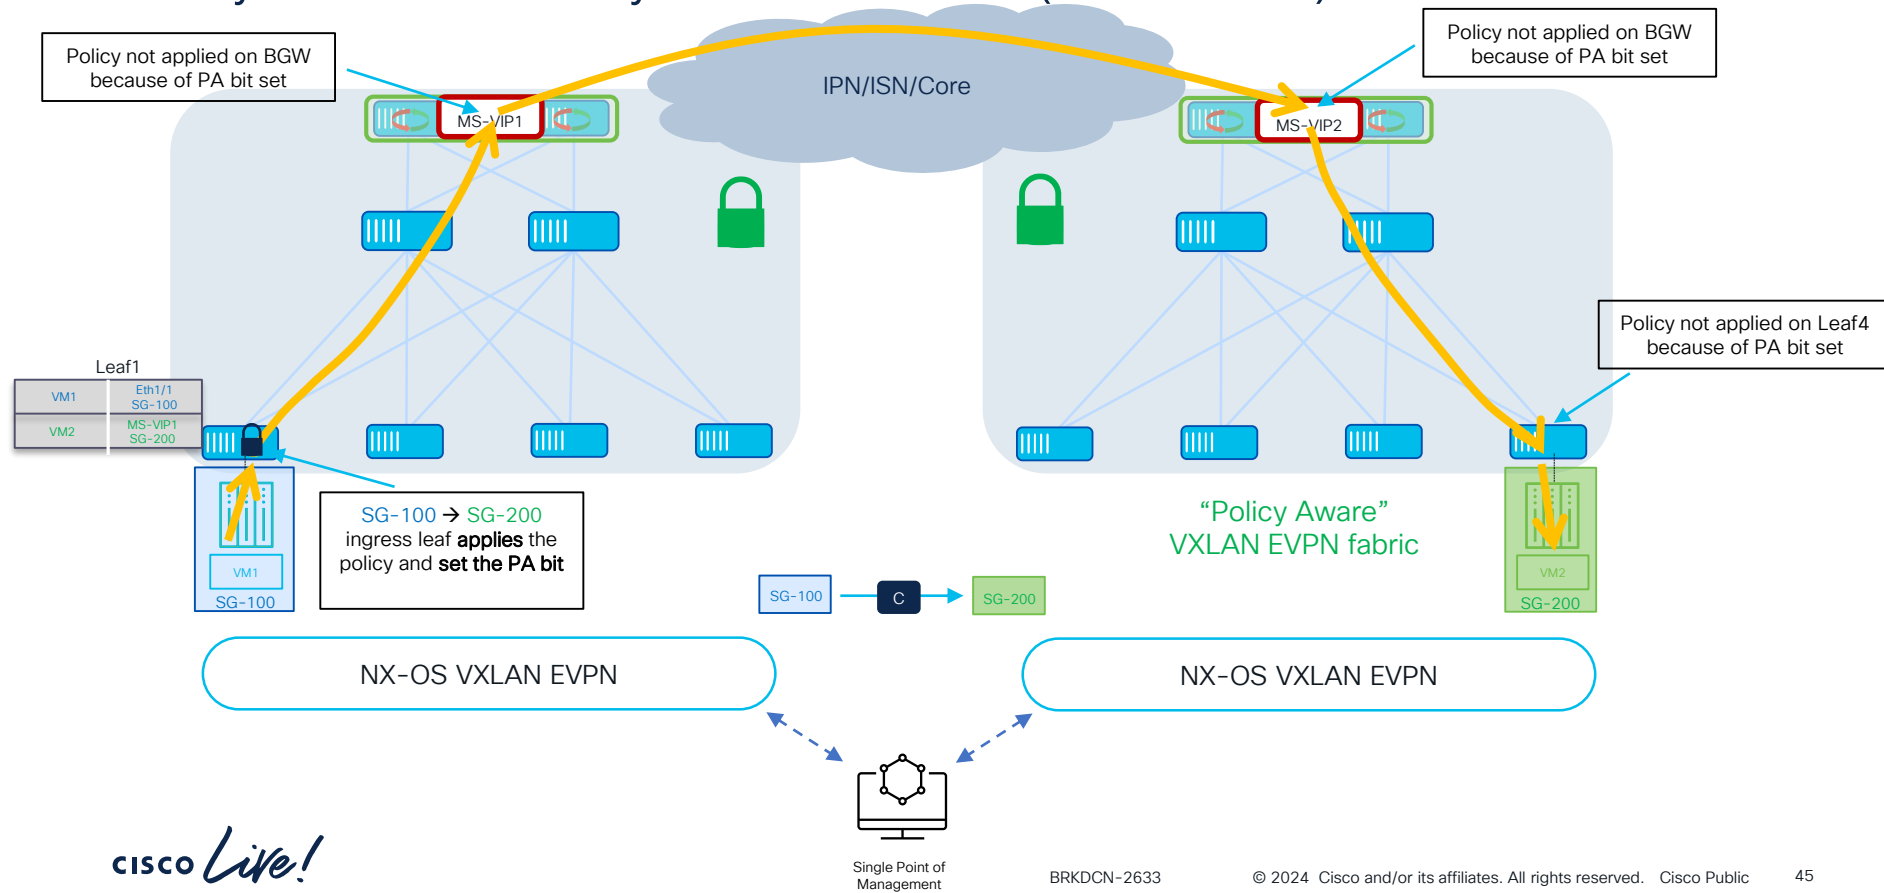 Policy not applied on BGW
because of PA bit set
Policy not applied on BGW
because of PA bit set
IPN/ISN/Core
MS-VIP1
MS-VIP2
Policy not applied on Leaf4
because of PA bit set
Leaf1
VM1
Eth1/1
SG-100
VM2
MS-VIP1
SG-200
SG-100 → SG-200
ingress leaf applies the
policy and set the PA bit
VM1
SG-100
"Policy Aware"
VXLAN EVPN fabric
VM2
SG-200
SG-100
C
SG-200
NX-OS VXLAN EVPN
NX-OS VXLAN EVPN
Single Point of
Management
CISCO Live!
BRKDCN-2633
© 2024 Cisco and/or its affiliates. All rights reserved. Cisco Public
45